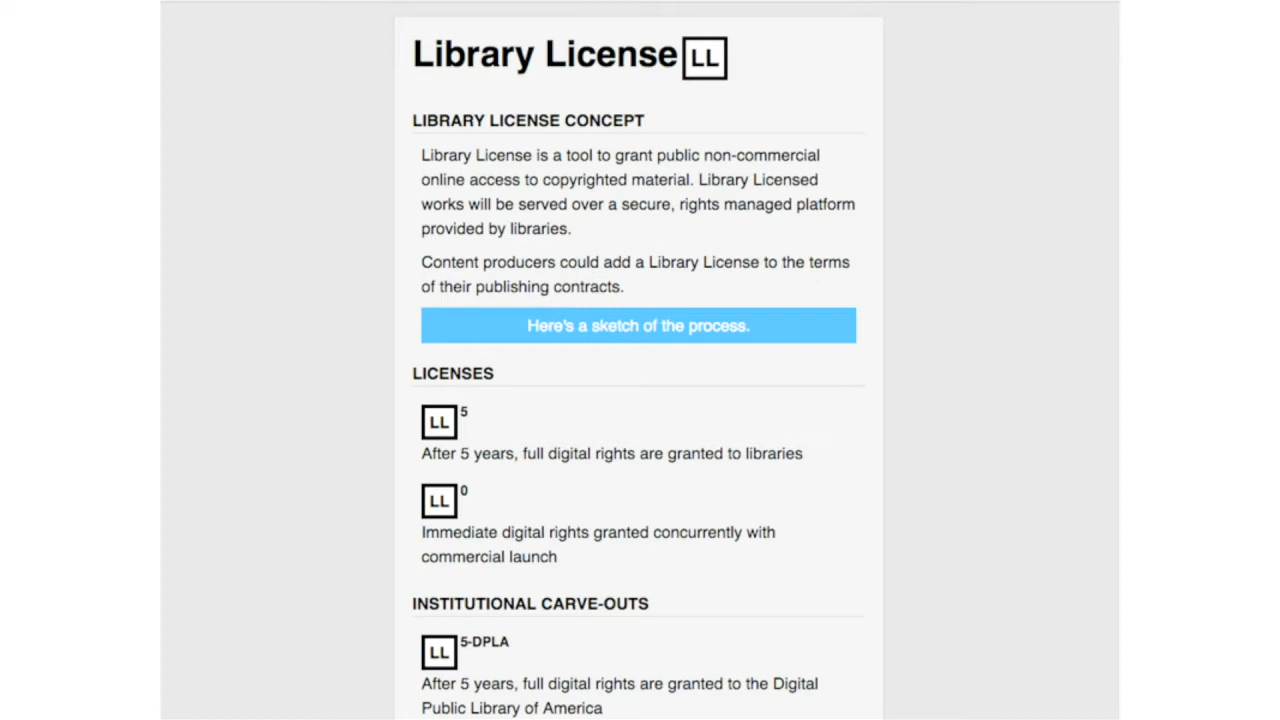 Library License LL
LIBRARY LICENSE CONCEPT
Library License is a tool to grant public non-commercial
online access to copyrighted material. Library Licensed
works will be served over a secure, rights managed platform
provided by libraries.
Content producers could add a Library License to the terms
of their publishing contracts.
Here's a sketch of the process.
LICENSES
LL 5
After 5 years, full digital rights are granted to libraries
LL 0
Immediate digital rights granted concurrently with
commercial launch
INSTITUTIONAL CARVE-OUTS
LL 5-DPLA
After 5 years, full digital rights are granted to the Digital
Public Library of America